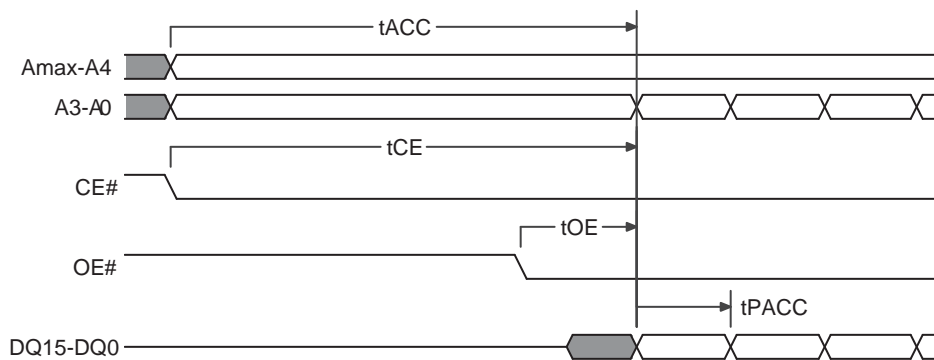 tACC
Amax-A4
A3-A0
tCE
CE#
tOE
OE#
tPACC
DQ15-DQ0